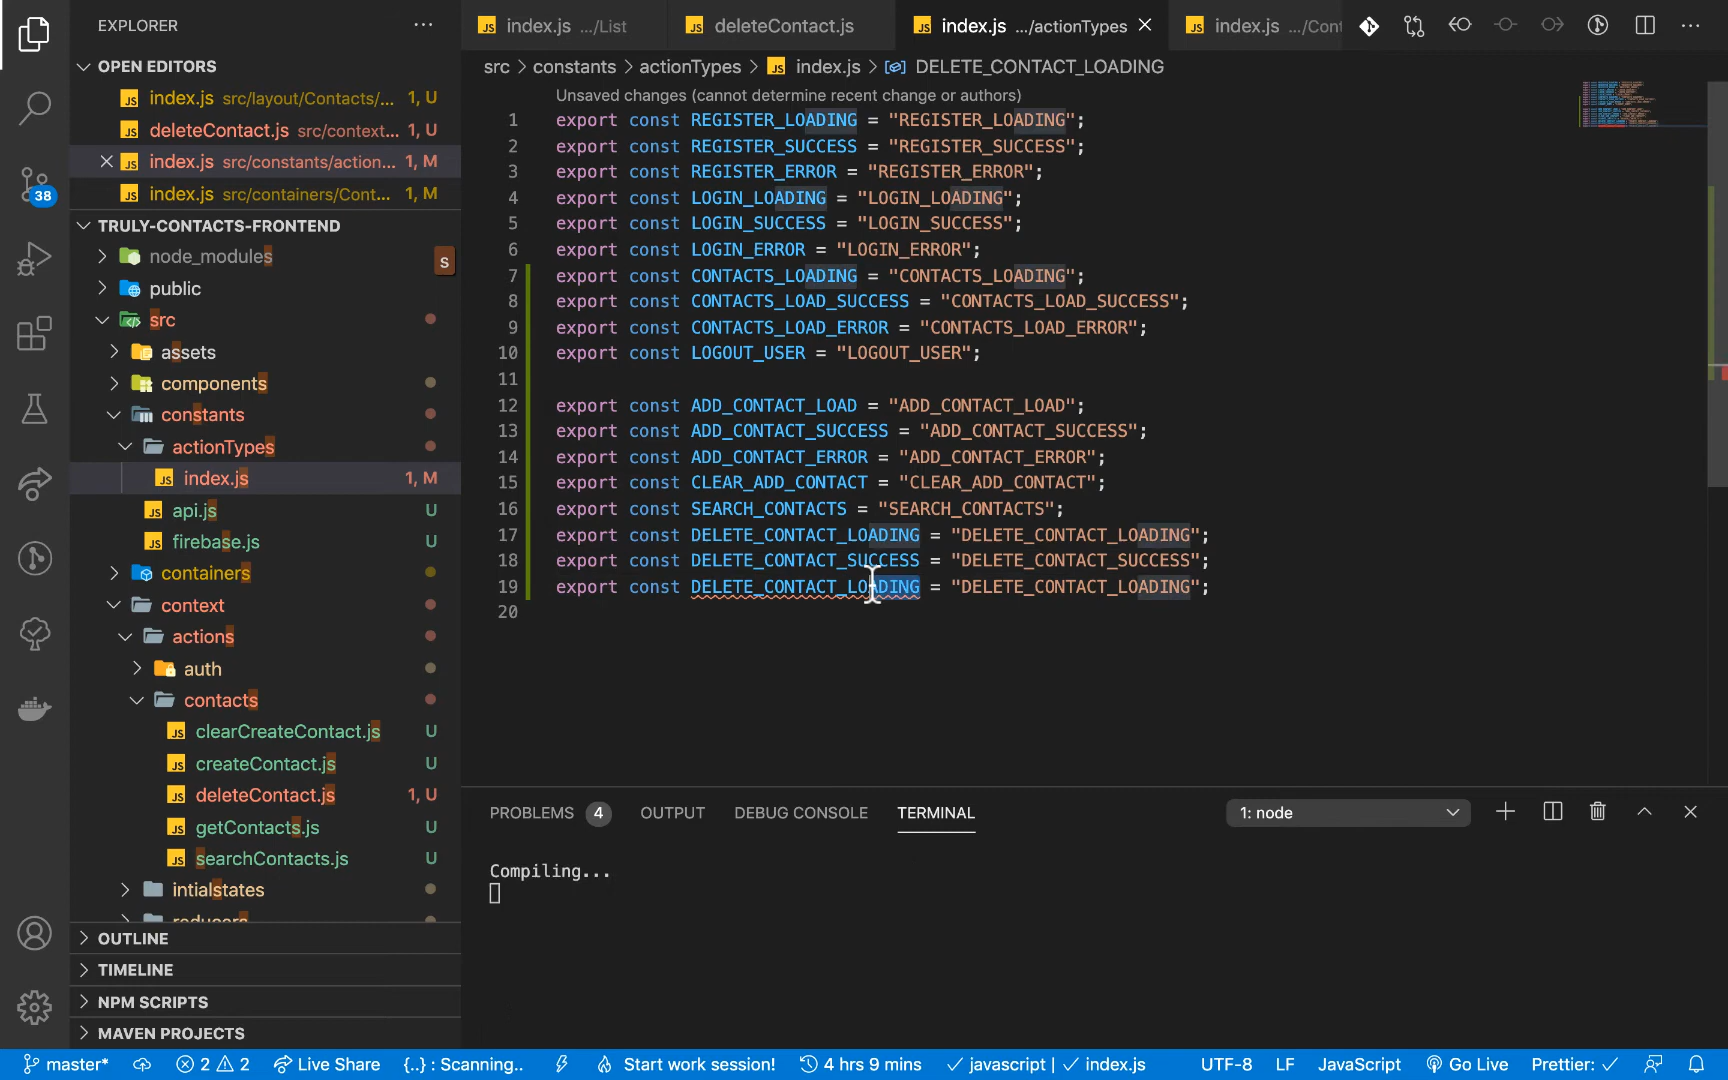 EXPLORER ...
OPEN EDITORS
index.js src/layout/Contacts/... 1, U
deleteContact.js src/context... 1, U
index.js src/constants/action... 1, M
index.js src/containers/Cont... 1, M
TRULY-CONTACTS-FRONTEND
node_modules
s
public
src
assets
components
constants
actionTypes
index.js 1, M
api.js U
firebase.js U
containers
context
actions
auth
contacts
clearCreateContact.js U
createContact.js U
deleteContact.js 1, U
getContacts.js U
searchContacts.js U
intialstates
reducers
OUTLINE
TIMELINE
NPM SCRIPTS
MAVEN PROJECTS
38
index.js .../List
deleteContact.js
index.js .../actionTypes
index.js .../Cont
src > constants > actionTypes > index.js > DELETE_CONTACT_LOADING
Unsaved changes (cannot determine recent change or authors)
1 export const REGISTER_LOADING = "REGISTER_LOADING";
2 export const REGISTER_SUCCESS = "REGISTER_SUCCESS";
3 export const REGISTER_ERROR = "REGISTER_ERROR";
4 export const LOGIN_LOADING = "LOGIN_LOADING";
5 export const LOGIN_SUCCESS = "LOGIN_SUCCESS";
6 export const LOGIN_ERROR = "LOGIN_ERROR";
7 export const CONTACTS_LOADING = "CONTACTS_LOADING";
8 export const CONTACTS_LOAD_SUCCESS = "CONTACTS_LOAD_SUCCESS";
9 export const CONTACTS_LOAD_ERROR = "CONTACTS_LOAD_ERROR";
10 export const LOGOUT_USER = "LOGOUT_USER";
11
12 export const ADD_CONTACT_LOAD = "ADD_CONTACT_LOAD";
13 export const ADD_CONTACT_SUCCESS = "ADD_CONTACT_SUCCESS";
14 export const ADD_CONTACT_ERROR = "ADD_CONTACT_ERROR";
15 export const CLEAR_ADD_CONTACT = "CLEAR_ADD_CONTACT";
16 export const SEARCH_CONTACTS = "SEARCH_CONTACTS";
17 export const DELETE_CONTACT_LOADING = "DELETE_CONTACT_LOADING";
18 export const DELETE_CONTACT_SUCCESS = "DELETE_CONTACT_SUCCESS";
19 export const DELETE_CONTACT_LOADING = "DELETE_CONTACT_LOADING";
20
PROBLEMS 4 OUTPUT DEBUG CONSOLE TERMINAL 1: node
Compiling...
master* 2 2 Live Share {..} : Scanning.. Start work session! 4 hrs 9 mins javascript | index.js UTF-8 LF JavaScript Go Live Prettier: